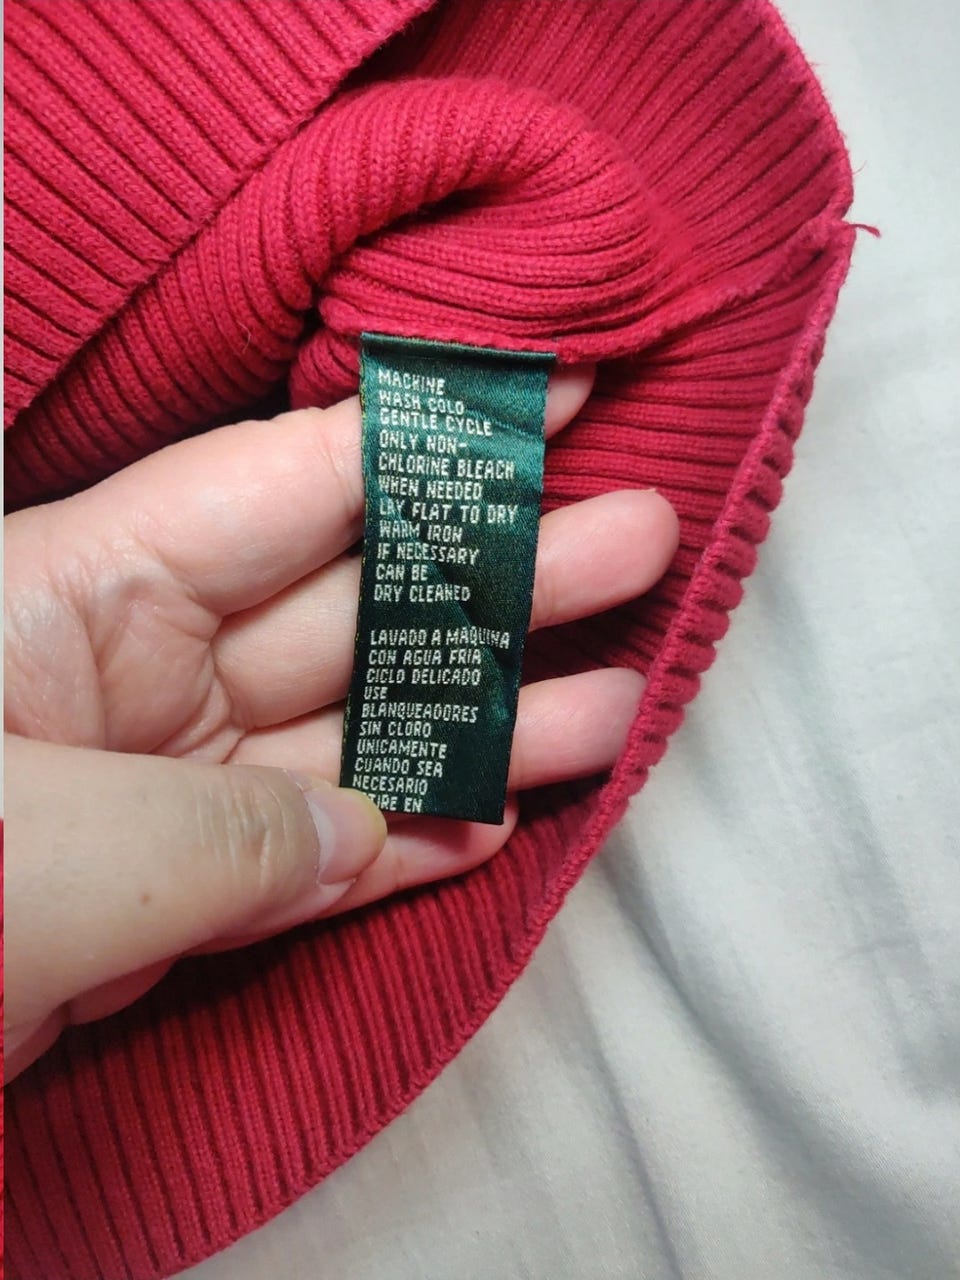 MACHINE
WASH COLD
GENTLE CYCLE
ONLY NON-
CHLORINE BLEACH
WHEN NEEDED
LAY FLAT TO DRY
WARM IRON
IF NECESSARY
CAN BE
DRY CLEANED
LAVADO A MAQUINA
CON AGUA FRIA
CICLO DELICADO
USE
BLANQUEADORES
SIN CLORO
UNICAMENTE
CUANDO SEA
NECESARIO
EN